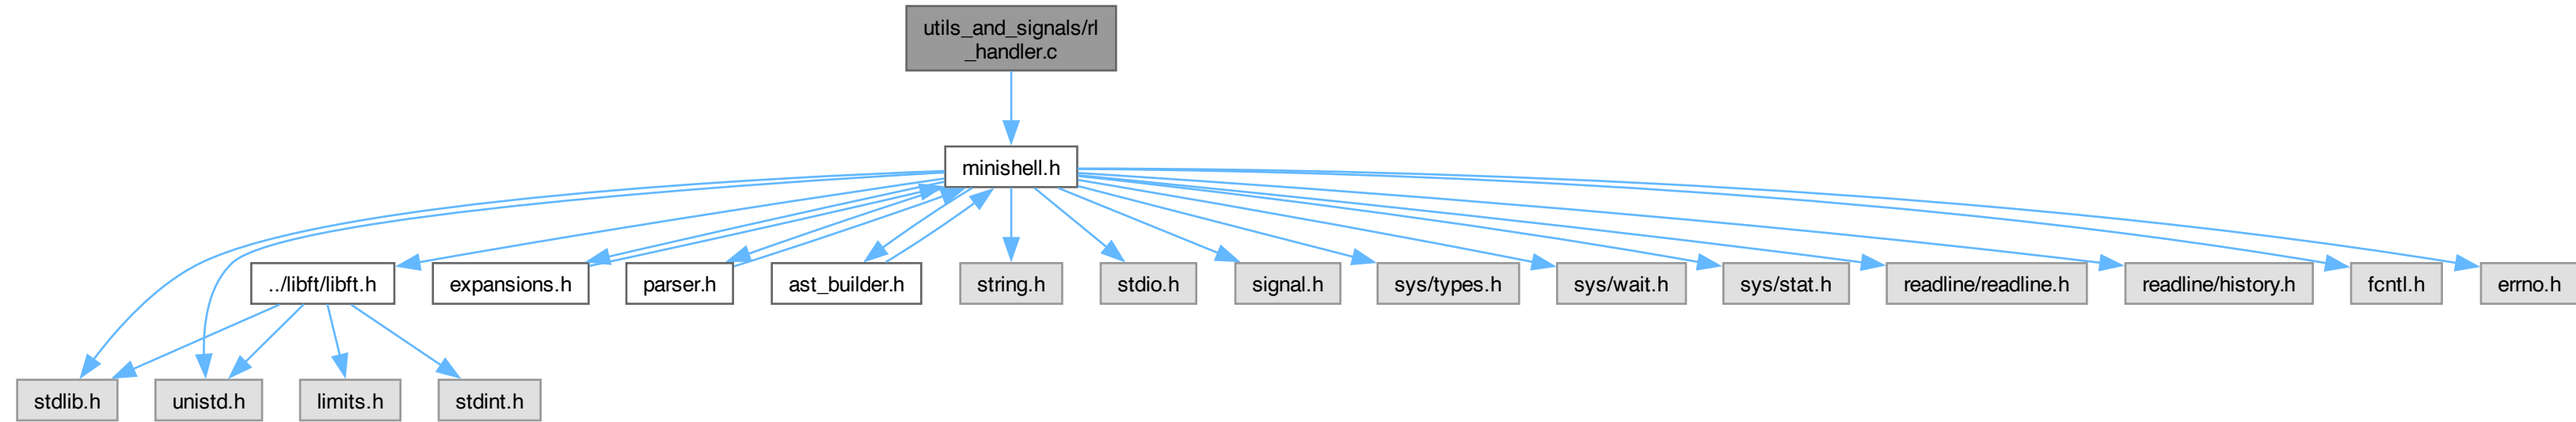 utils_and_signals/rl
_handler.c
minishell.h
../libft/libft.h
expansions.h
parser.h
ast_builder.h
string.h
stdio.h
signal.h
sys/types.h
sys/wait.h
sys/stat.h
readline/readline.h
readline/history.h
fcntl.h
errno.h
stdlib.h
unistd.h
limits.h
stdint.h